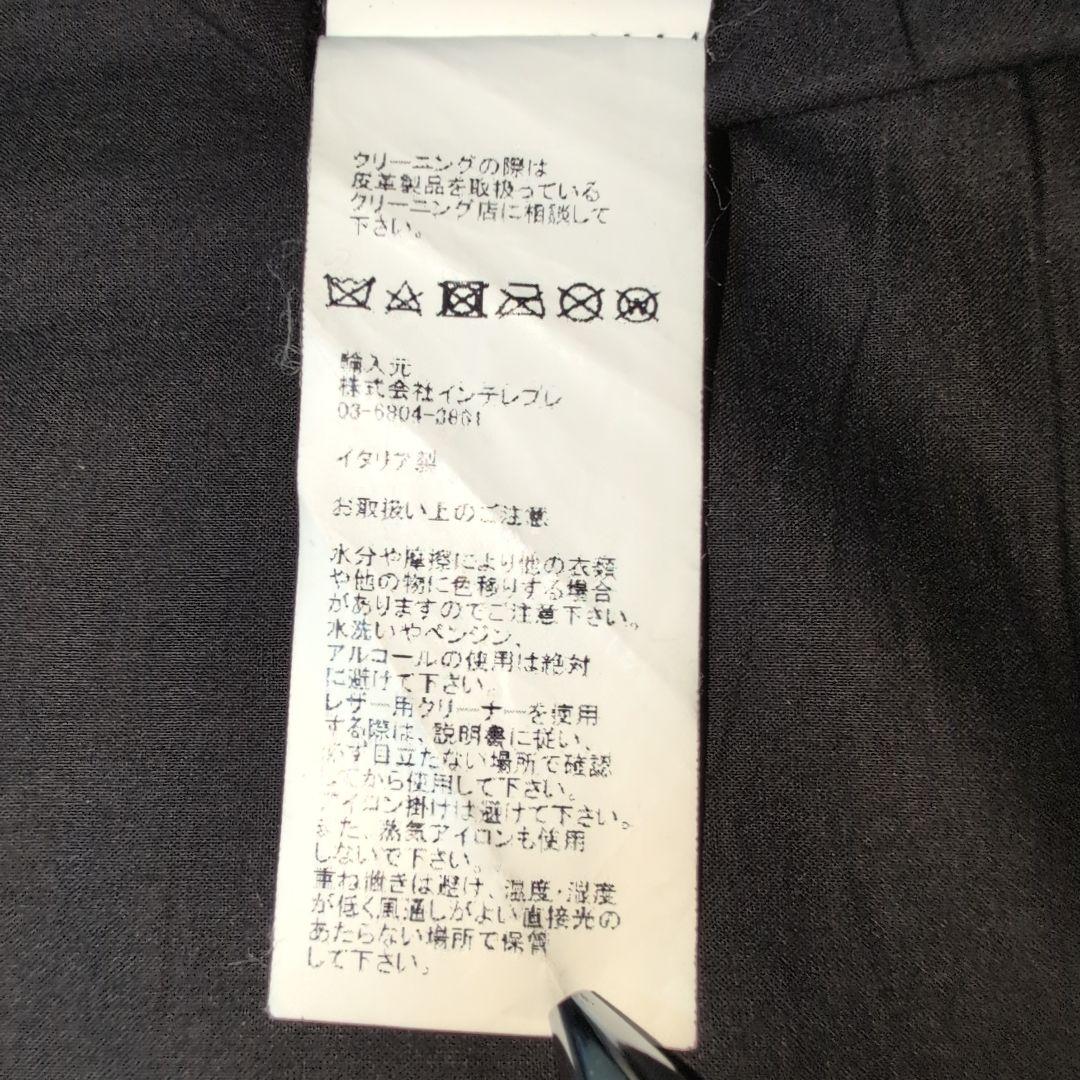 クリーニングの際は
皮革製品を取扱っている
クリーニング店に相談して
下さい。
W
輸入元
株式会社インテレプレ
03-6804-3861
イタリア製
お取扱い上のご注意
水分や摩擦により他の衣類
や他の物に色移りする場合
がありますのでご注意下さい。
水洗いやベンジン、
アルコールの使用は絶対
に避けて下さい。
レザー用クリーナーを使用
する際は、説明書に従い、
必ず目立たない場所で確認
してから使用して下さい。
アイロン掛けは避けて下さい。
また、蒸気アイロンも使用
しないで下さい。
重ね置きは避け、温度・湿度
が低く風通しがよい直接光の
あたらない場所で保管
して下さい。